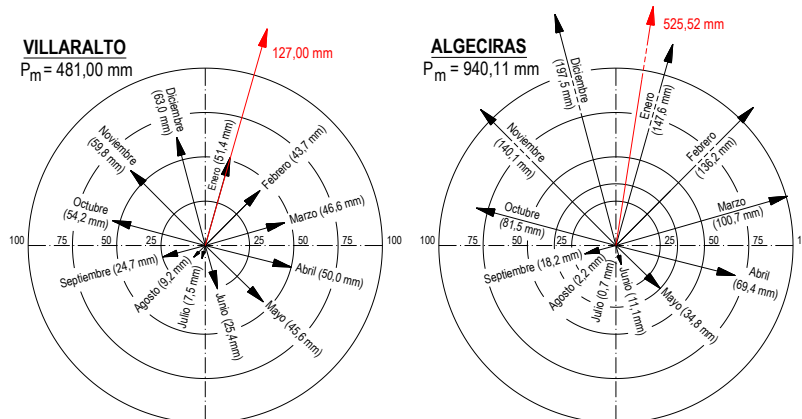 VILLARALTO
Pm = 481,00 mm
127,00 mm
Diciembre
(63,0 mm)
Noviembre
(59,8 mm)
Enero (51,4 mm)
Febrero (43,7 mm)
Octubre
(54,2 mm)
Marzo (46,6 mm)
100
75
50
25
25
50
75
100
Septiembre (24,7 mm)
Abril (50,0 mm)
Agosto (9,2 mm)
Julio (7,5 mm)
Junio (25,4mm)
Mayo (45,6 mm)
ALGECIRAS
Pm = 940,11 mm
525,52 mm
Diciembre
(197,5 mm)
Enero
(147,6 mm)
Noviembre
(140,1 mm)
Febrero
(136,2 mm)
Octubre
(81,5 mm)
Marzo
(100,7 mm)
100
75
50
25
25
50
75
Septiembre (18,2 mm)
Abril
(69,4 mm)
Agosto (2,2 mm)
Julio (0,7 mm)
Junio (11,1 mm)
Mayo (34,8 mm)